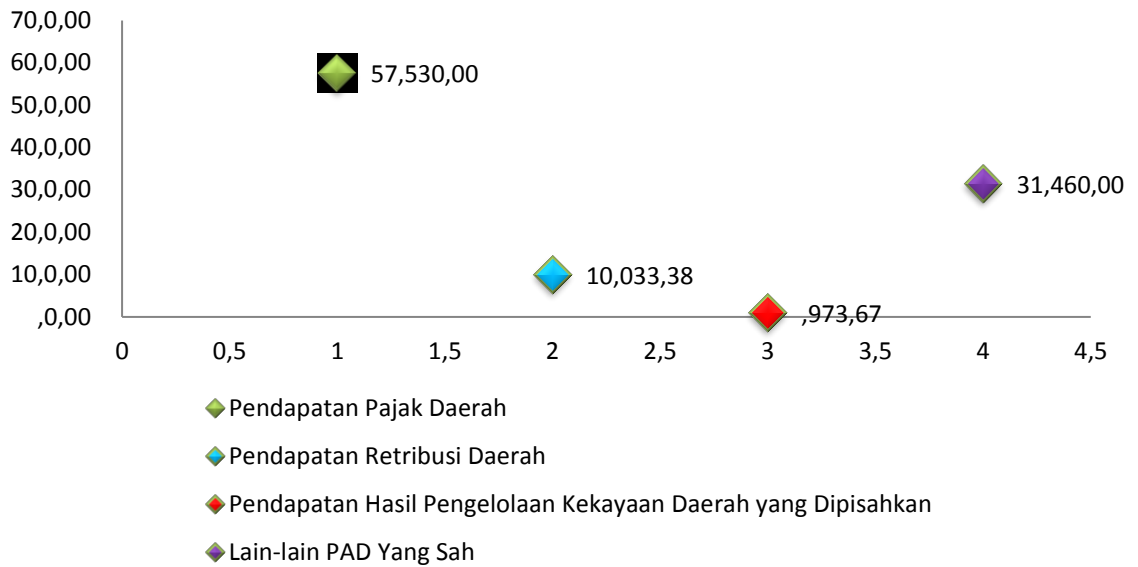 70,0,00
60,0,00
50,0,00
40,0,00
30,0,00
20,0,00
10,0,00
,0,00
57,530,00
31,460,00
10,033,38
,973,67
0 0,5 1 1,5 2 2,5 3 3,5 4 4,5
Pendapatan Pajak Daerah
Pendapatan Retribusi Daerah
Pendapatan Hasil Pengelolaan Kekayaan Daerah yang Dipisahkan
Lain-lain PAD Yang Sah